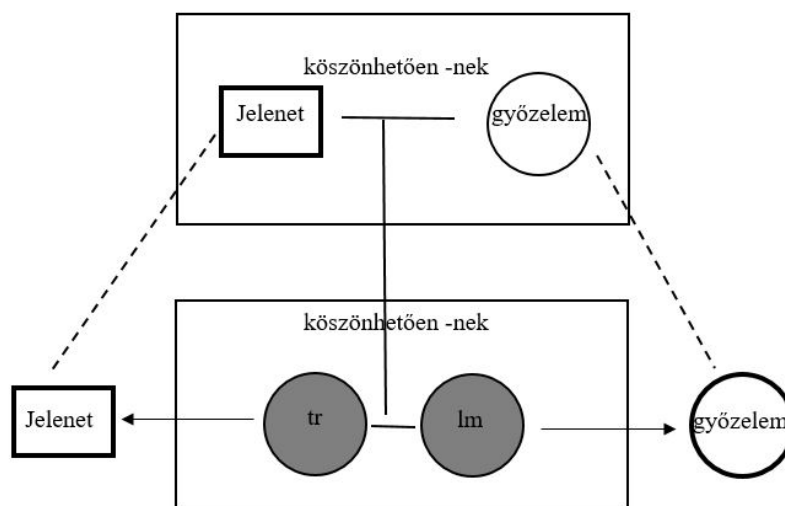 köszönhetően -nek
Jelenet
győzelem
köszönhetően -nek
Jelenet
tr
lm
győzelem